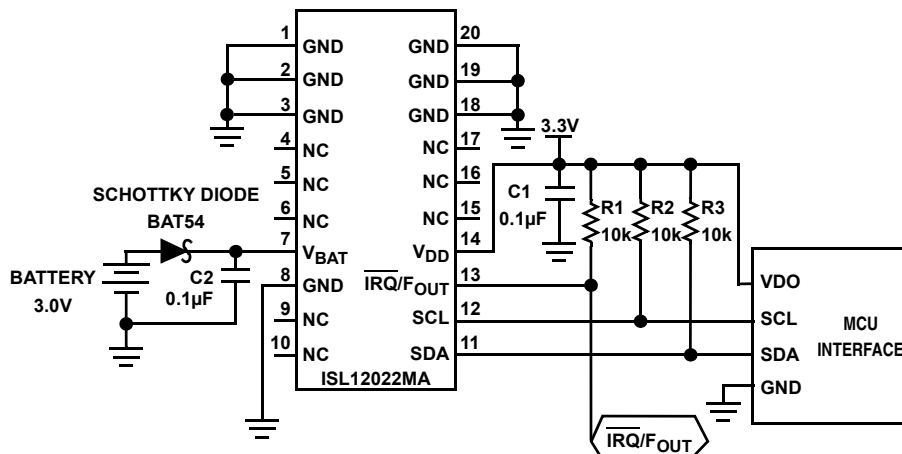 1 GND GND 20
2 GND GND 19
3 GND GND 18
4 NC NC 17
5 NC NC 16
6 NC NC 15
7 VBAT VDD 14
8 GND IRQ/FOUT 13
9 NC SCL 12
10 NC SDA 11
ISL12022MA
SCHOTTKY DIODE
BAT54
BATTERY
3.0V
C2
0.1µF
3.3V
C1
0.1µF
R1
10k
R2
10k
R3
10k
VDO
SCL
SDA
GND
MCU
INTERFACE
IRQ/FOUT